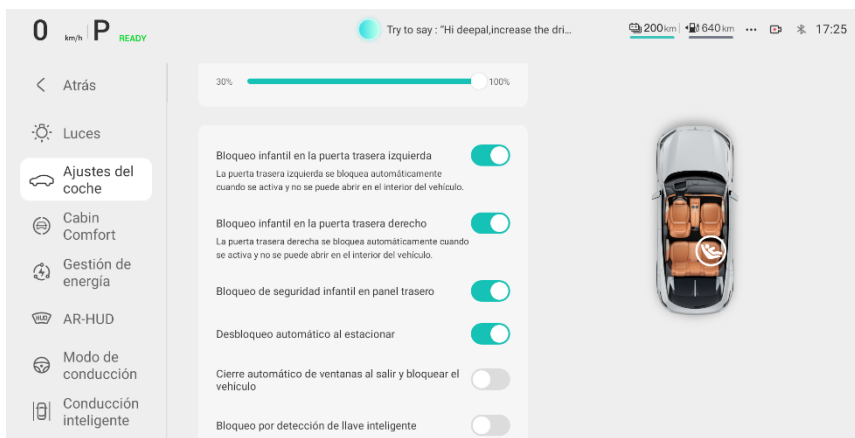 0 km/h P READY
Try to say : "Hi deepal,increase the dri...
200km 640km ... 17:25
Atrás
Luces
Ajustes del
coche
Cabin
Comfort
Gestión de
energía
HUD AR-HUD
Modo de
conducción
Conducción
inteligente
30% 100%
Bloqueo infantil en la puerta trasera izquierda
La puerta trasera izquierda se bloquea automáticamente
cuando se activa y no se puede abrir en el interior del vehículo.
Bloqueo infantil en la puerta trasera derecho
La puerta trasera derecha se bloquea automáticamente cuando
se activa y no se puede abrir en el interior del vehículo.
Bloqueo de seguridad infantil en panel trasero
Desbloqueo automático al estacionar
Cierre automático de ventanas al salir y bloquear el
vehículo
Bloqueo por detección de llave inteligente